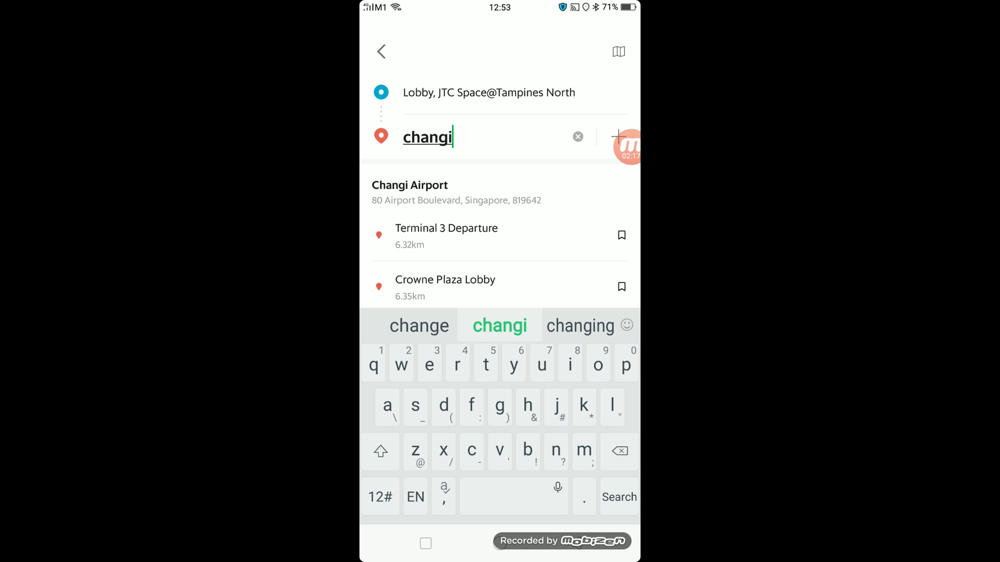 4G M1 12:53 71%
Lobby, JTC Space@Tampines North
changi
02:17
Changi Airport
80 Airport Boulevard, Singapore, 819642
Terminal 3 Departure
6.32km
Crowne Plaza Lobby
6.35km
change changi changing
1 2 3 4 5 6 7 8 9 0
q w e r t y u i o p
a s d f g h j k l
\ _ ( : ) & # * "
z x c v b n m
@ / - ' ! ? ;
12# EN a , . Search
Recorded by mobizen